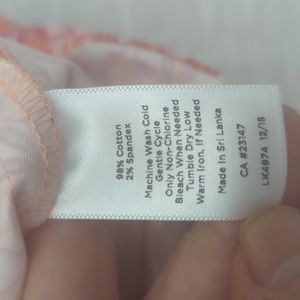 98% Cotton
2% Spandex
Machine Wash Cold
Gentle Cycle
Only Non-Chlorine
Bleach When Needed
Tumble Dry Low
Warm Iron, If Needed
Made In Sri Lanka
CA #23147
LK4974 12/15